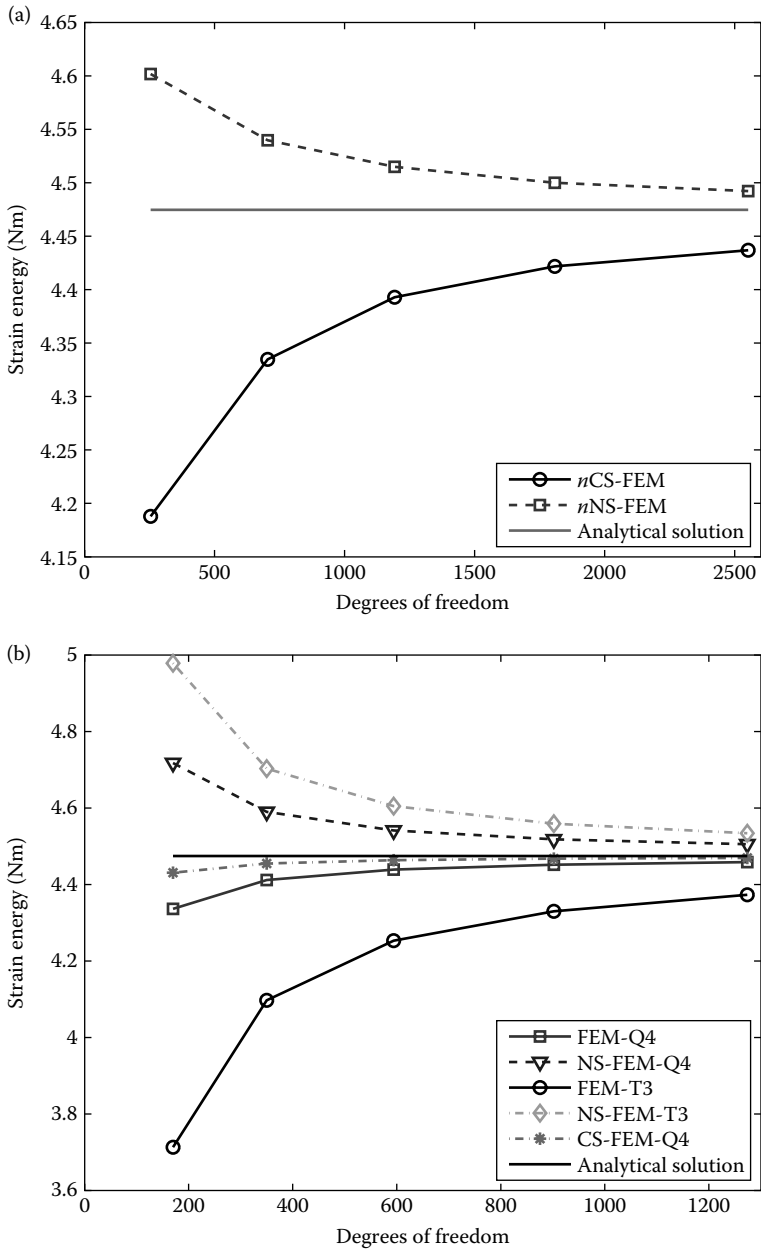 (a)
4.65
4.6
4.55
4.5
4.45
4.4
4.35
4.3
4.25
4.2
4.15
Strain energy (Nm)
nCS-FEM
nNS-FEM
Analytical solution
0 500 1000 1500 2000 2500
Degrees of freedom
(b)
5
4.8
4.6
4.4
4.2
4
3.8
3.6
Strain energy (Nm)
FEM-Q4
NS-FEM-Q4
FEM-T3
NS-FEM-T3
CS-FEM-Q4
Analytical solution
0 200 400 600 800 1000 1200
Degrees of freedom